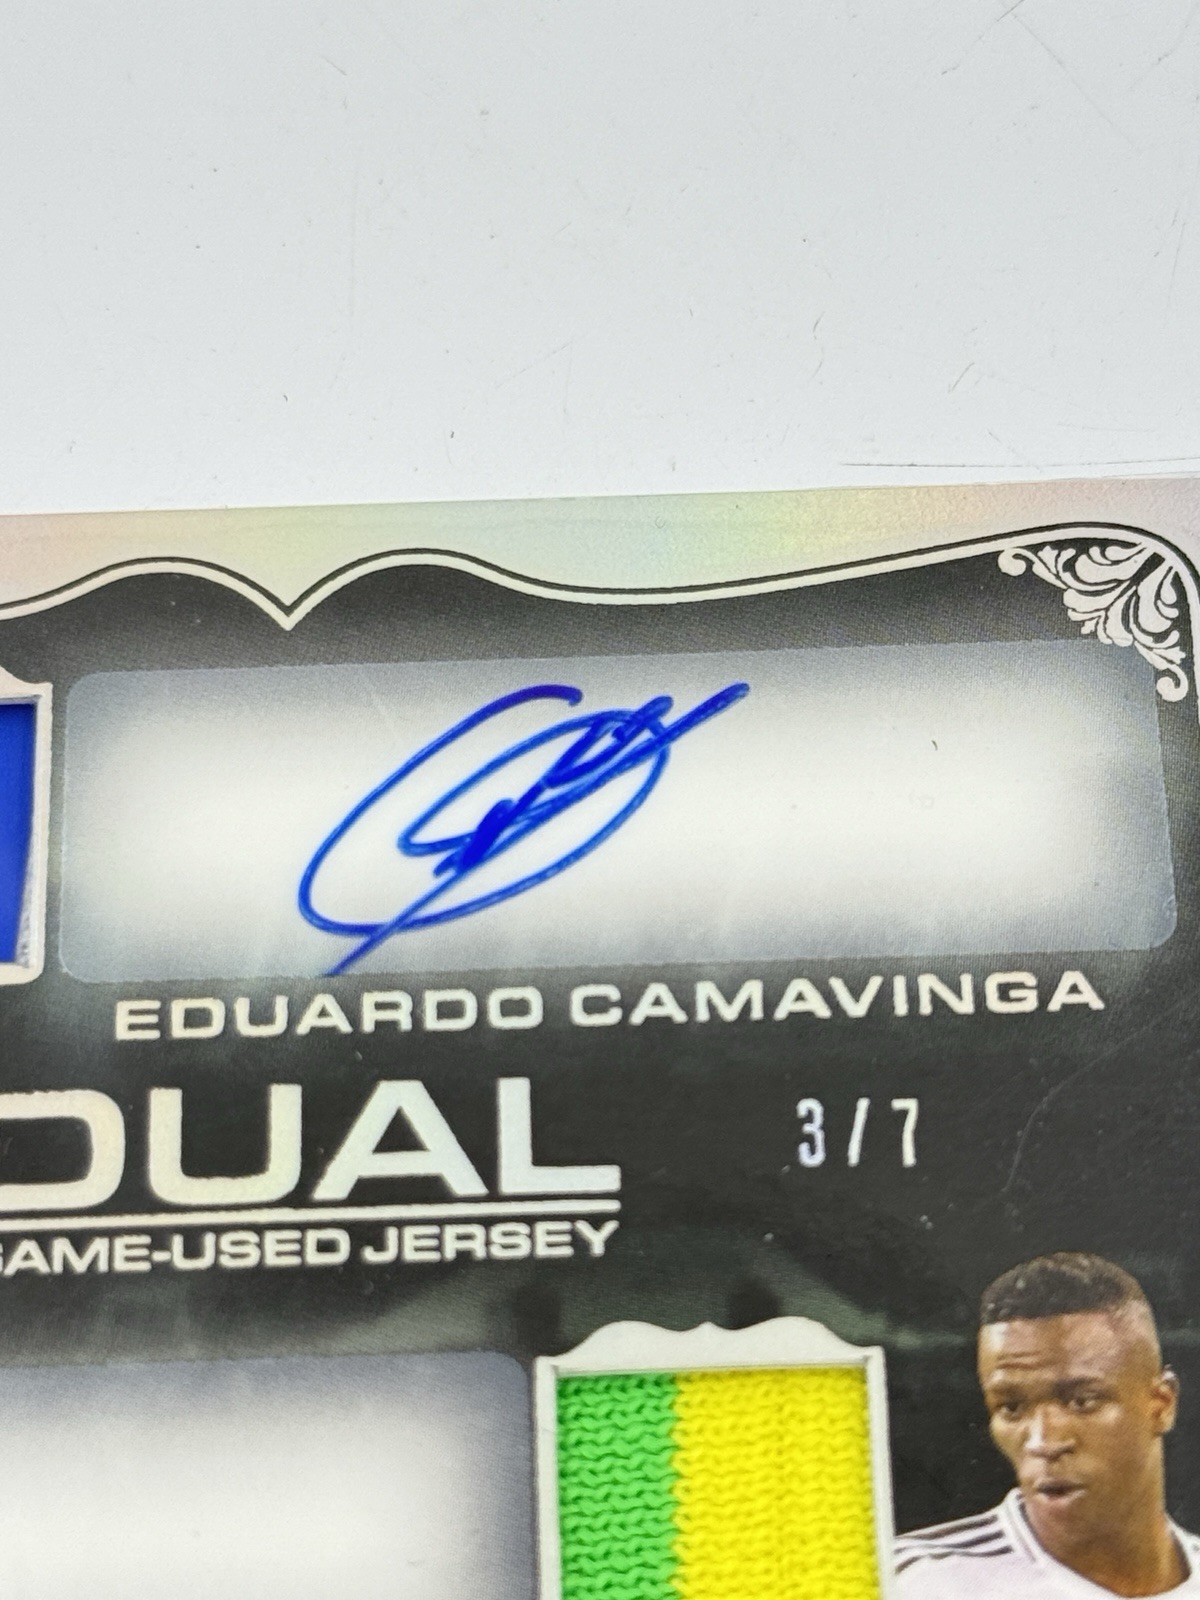 EDUARDO CAMAVINGA
DUAL
3/7
GAME-USED JERSEY